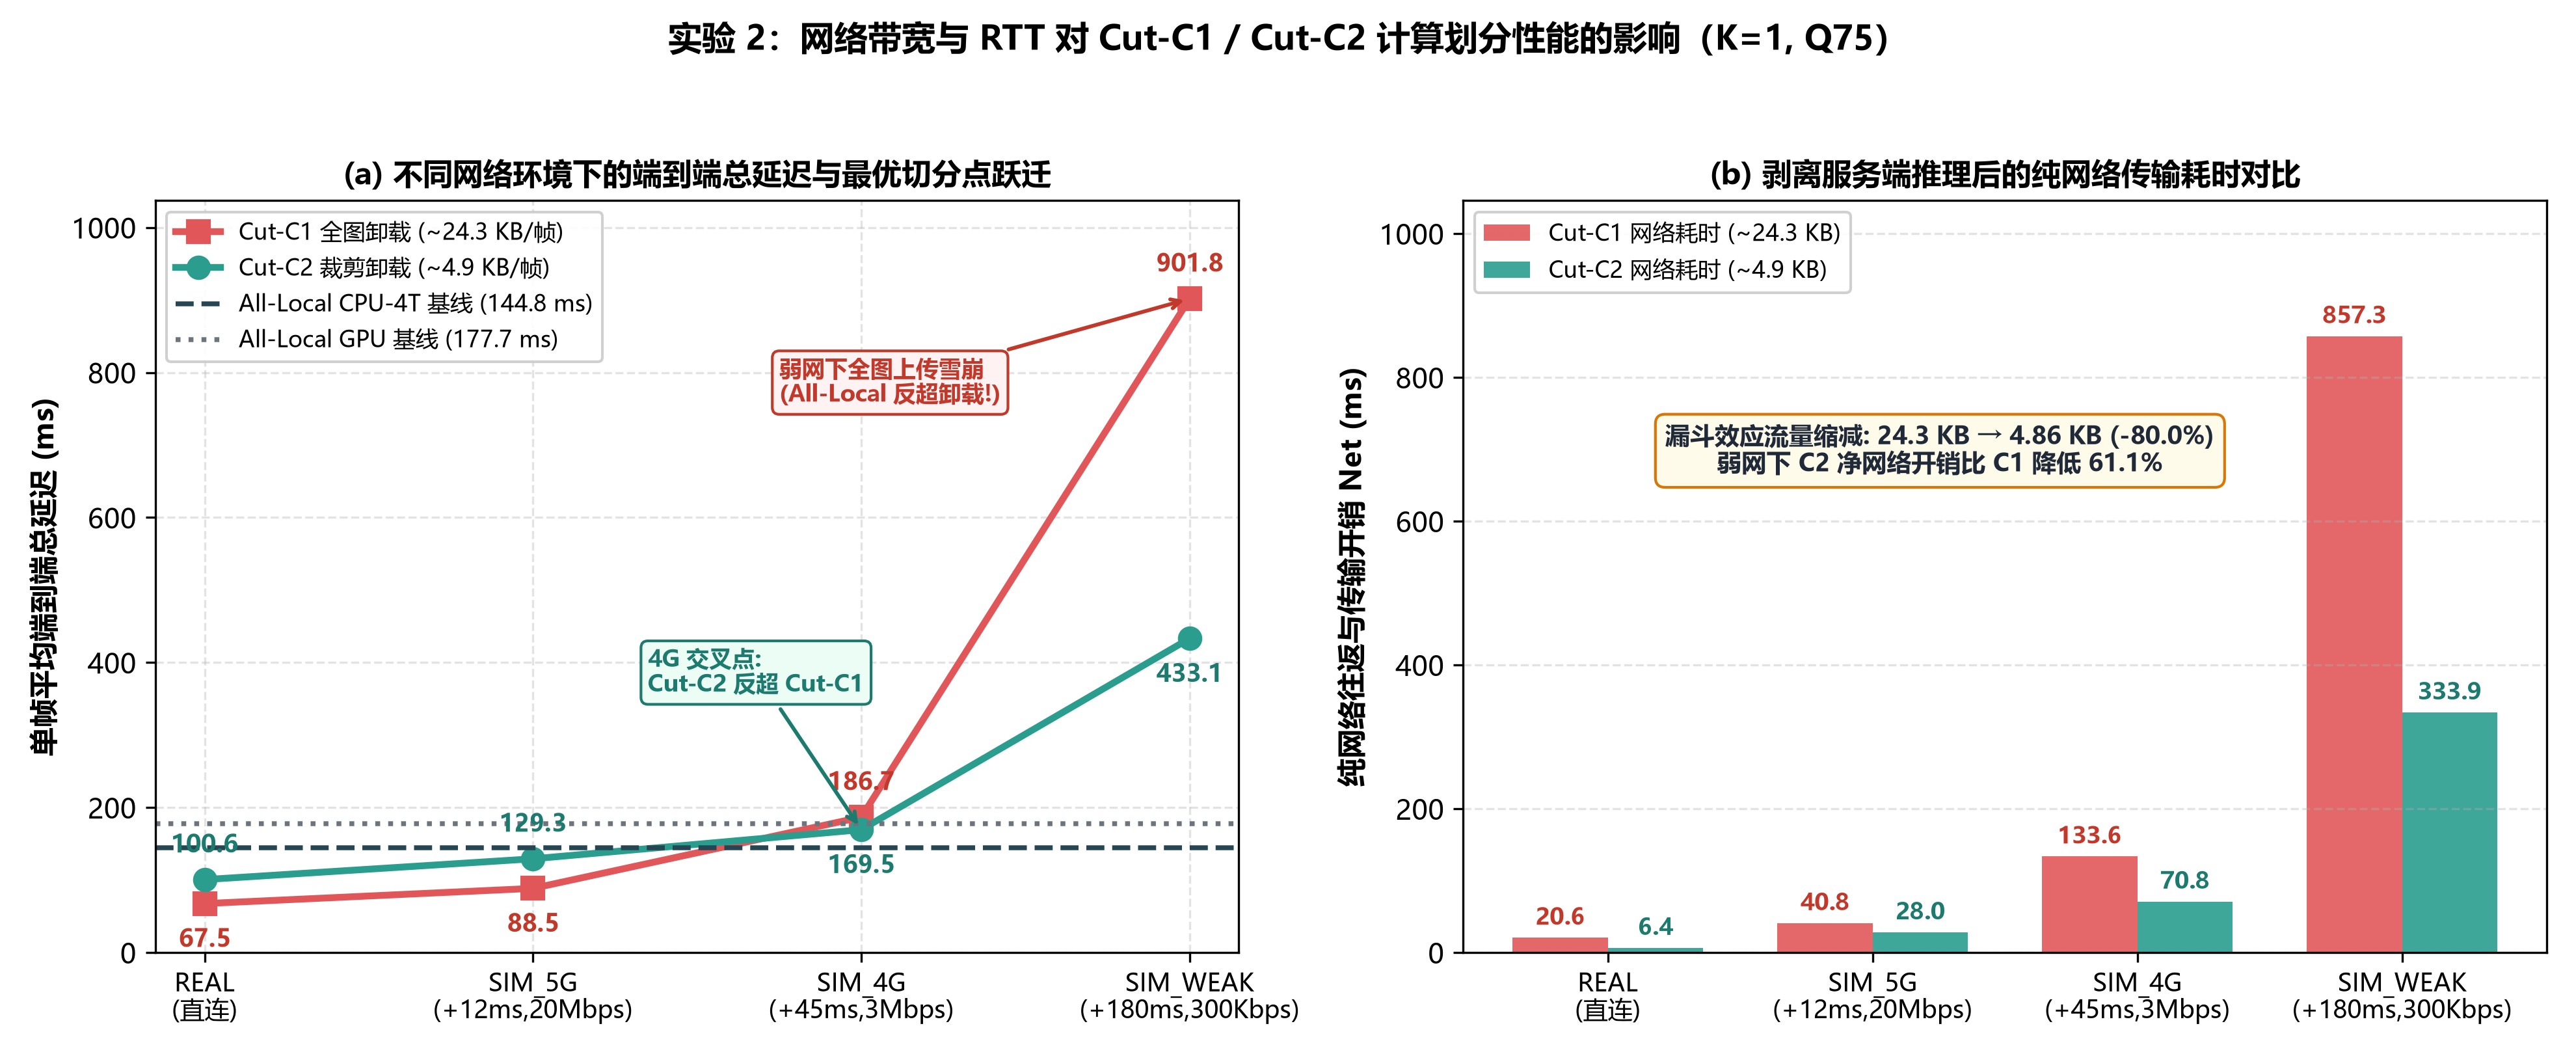 实验 2：网络带宽与 RTT 对 Cut-C1 / Cut-C2 计算划分性能的影响（K=1, Q75）
(a) 不同网络环境下的端到端总延迟与最优切分点跃迁
单帧平均端到端总延迟 (ms)
1000
800
600
400
200
0
Cut-C1 全图卸载 (~24.3 KB/帧)
Cut-C2 裁剪卸载 (~4.9 KB/帧)
All-Local CPU-4T 基线 (144.8 ms)
All-Local GPU 基线 (177.7 ms)
901.8
弱网下全图上传雪崩
(All-Local 反超卸载!)
4G 交叉点:
Cut-C2 反超 Cut-C1
433.1
186.7
129.3
100.6
169.5
88.5
67.5
REAL
(直连)
SIM_5G
(+12ms,20Mbps)
SIM_4G
(+45ms,3Mbps)
SIM_WEAK
(+180ms,300Kbps)
(b) 剥离服务端推理后的纯网络传输耗时对比
纯网络往返与传输开销 Net (ms)
1000
800
600
400
200
0
Cut-C1 网络耗时 (~24.3 KB)
Cut-C2 网络耗时 (~4.9 KB)
漏斗效应流量缩减: 24.3 KB → 4.86 KB (-80.0%)
弱网下 C2 净网络开销比 C1 降低 61.1%
857.3
333.9
133.6
70.8
40.8
28.0
20.6
6.4
REAL
(直连)
SIM_5G
(+12ms,20Mbps)
SIM_4G
(+45ms,3Mbps)
SIM_WEAK
(+180ms,300Kbps)